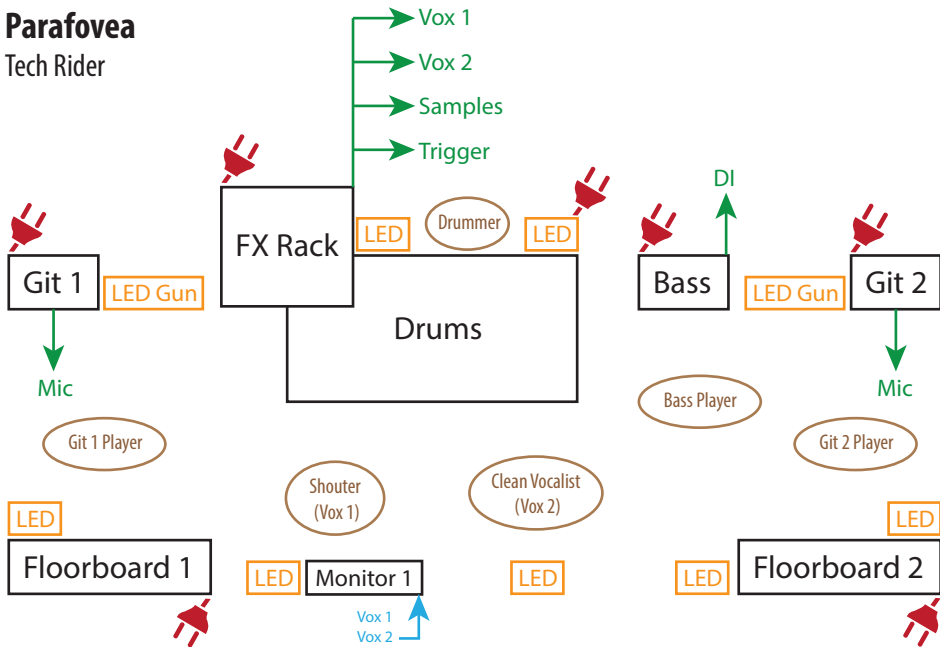 Parafovea
Tech Rider
Vox 1
Vox 2
Samples
Trigger
DI
FX Rack
LED
Drummer
LED
Git 1
LED Gun
Bass
LED Gun
Git 2
Drums
Mic
Mic
Bass Player
Git 1 Player
Git 2 Player
Shouter
(Vox 1)
Clean Vocalist
(Vox 2)
LED
LED
Floorboard 1
LED
Monitor 1
LED
LED
Floorboard 2
Vox 1
Vox 2